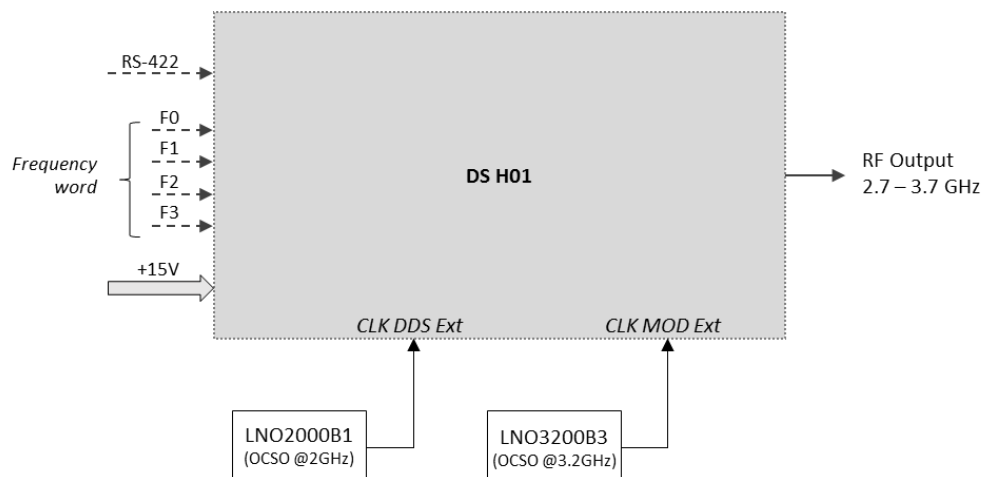 RS-422
F0
F1
F2
F3
Frequency
word
+15V
DS H01
RF Output
2.7 – 3.7 GHz
CLK DDS Ext
CLK MOD Ext
LNO2000B1
(OCSO @2GHz)
LNO3200B3
(OCSO @3.2GHz)